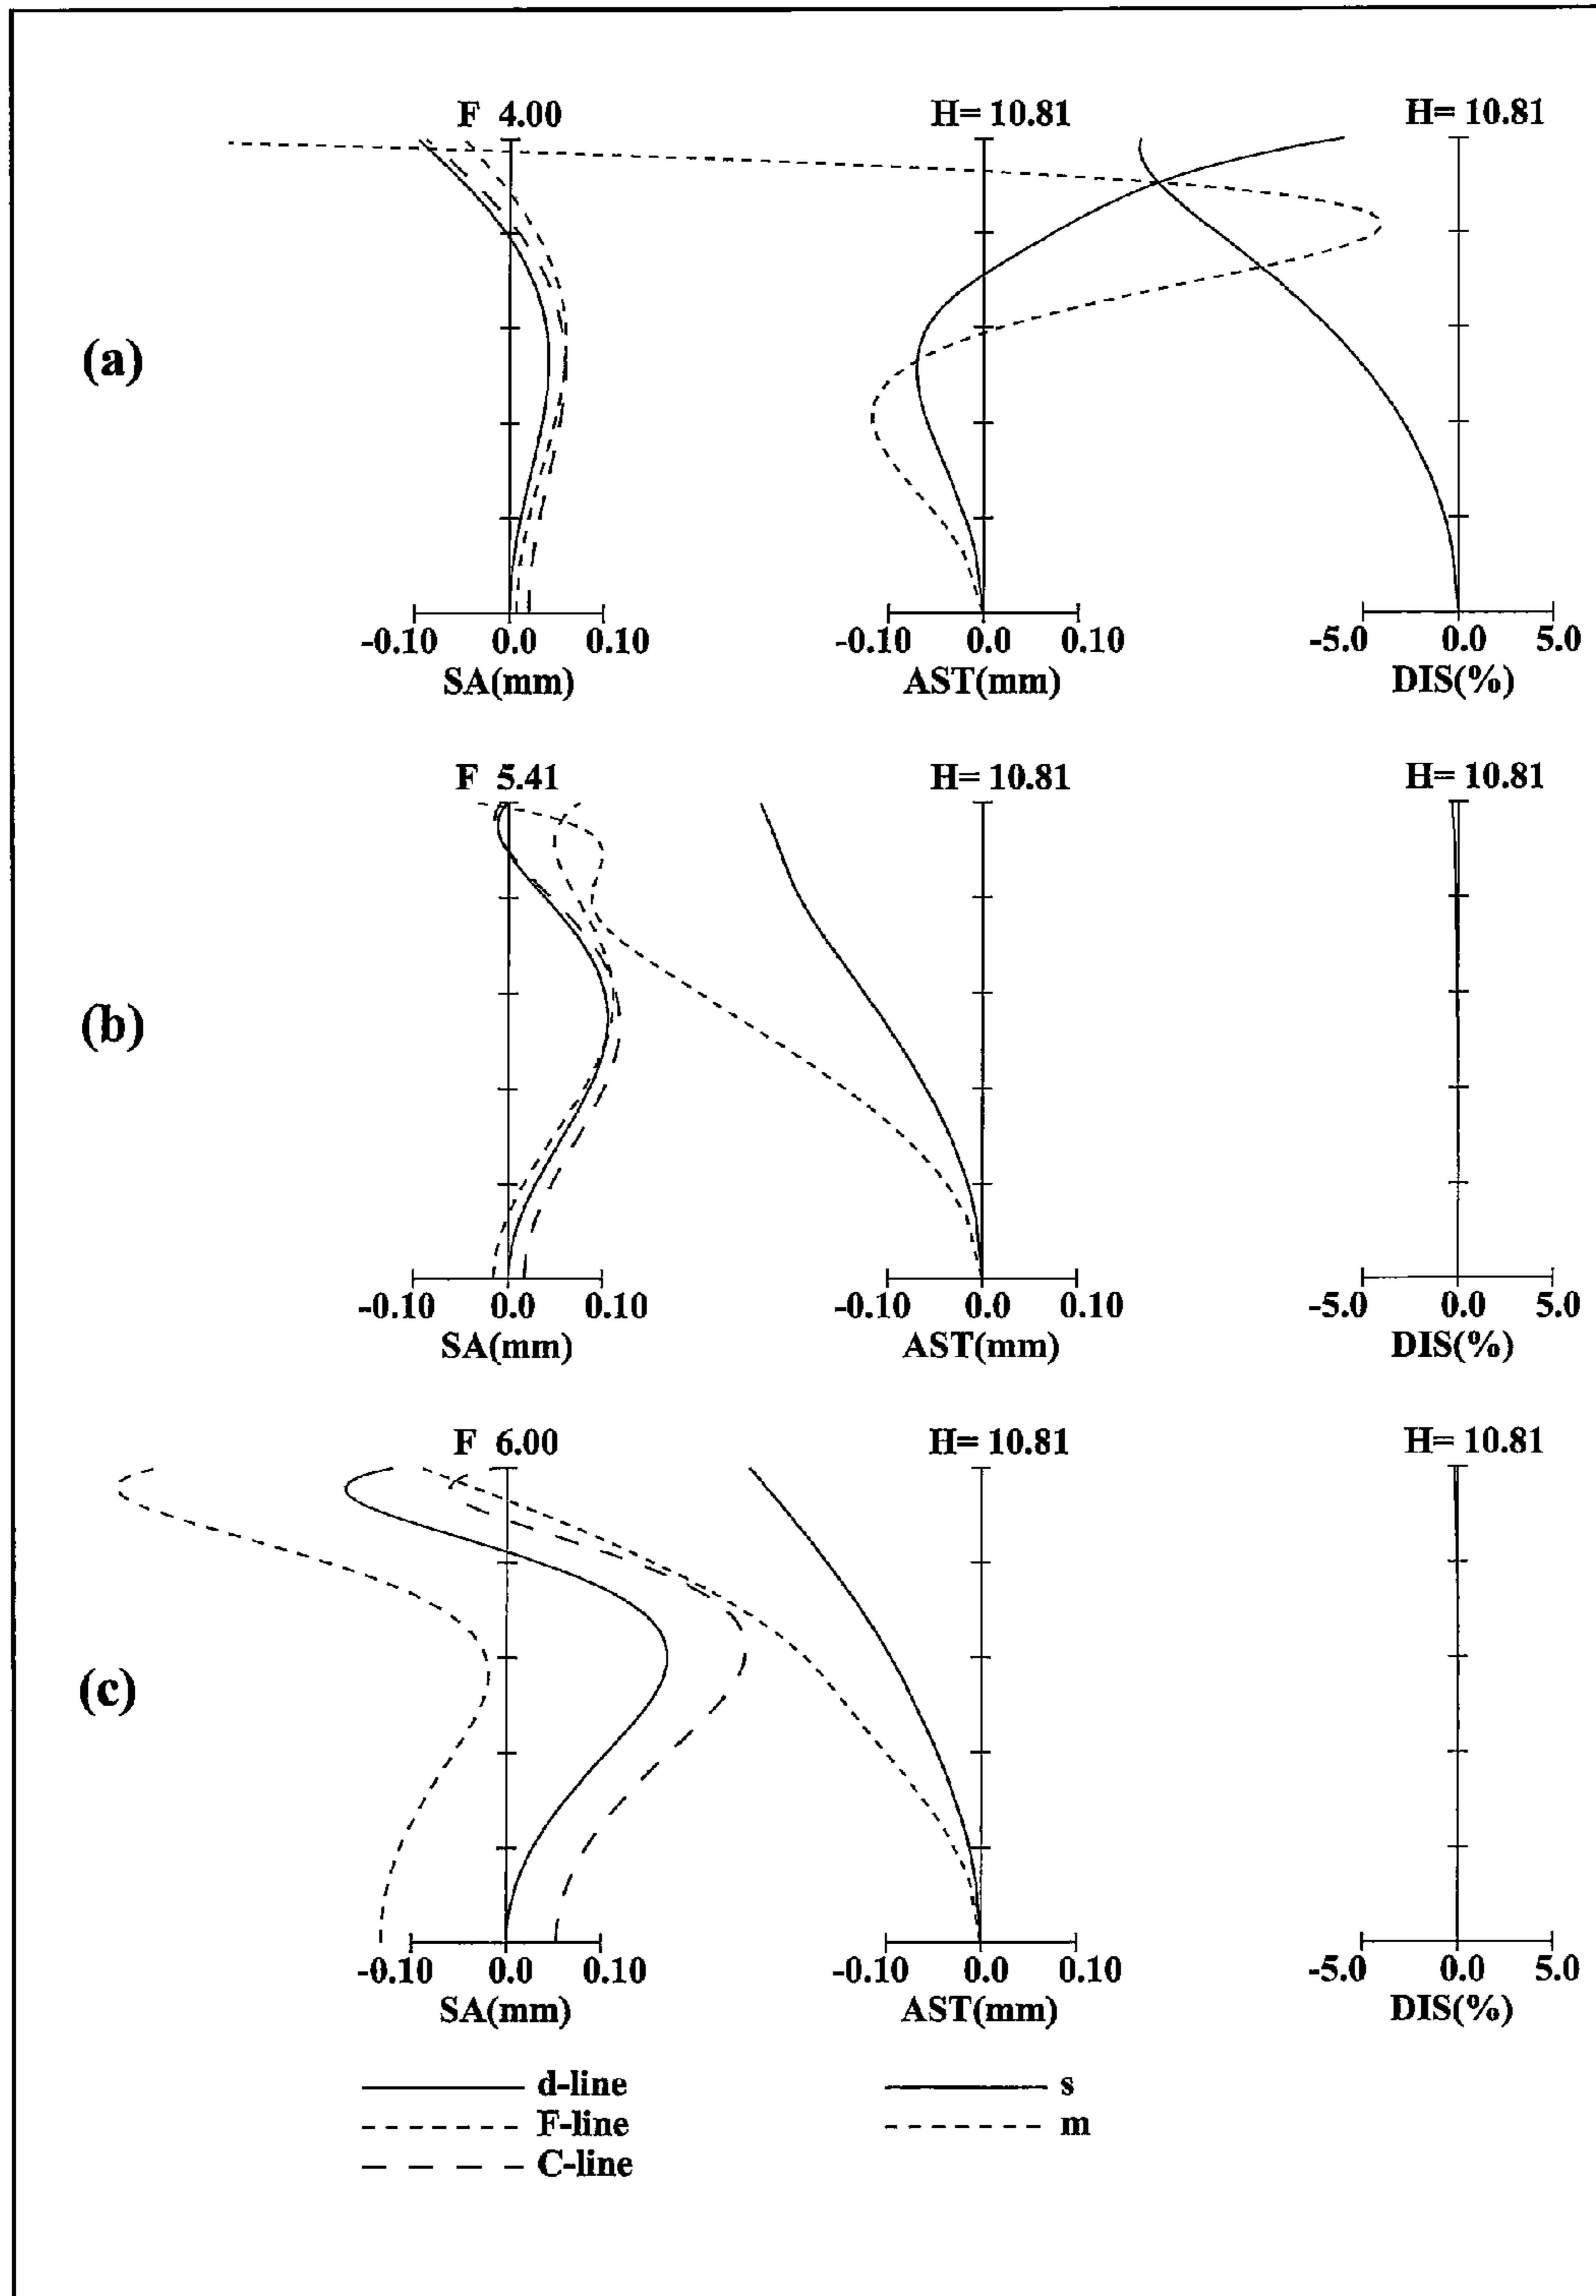 F 4.00 H= 10.81 H= 10.81
(a)
-0.10 0.0 0.10 -0.10 0.0 0.10 -5.0 0.0 5.0
SA(mm) AST(mm) DIS(%)
F 5.41 H= 10.81 H= 10.81
(b)
-0.10 0.0 0.10 -0.10 0.0 0.10 -5.0 0.0 5.0
SA(mm) AST(mm) DIS(%)
F 6.00 H= 10.81 H= 10.81
(c)
-0.10 0.0 0.10 -0.10 0.0 0.10 -5.0 0.0 5.0
SA(mm) AST(mm) DIS(%)
d-line s
F-line m
C-line